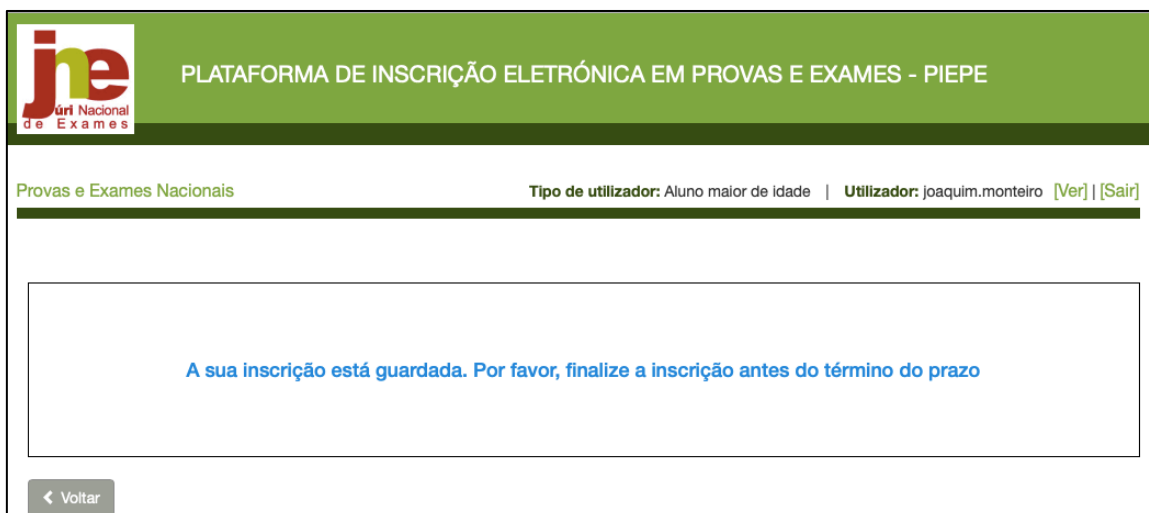 jne
Júri Nacional
de Exames
PLATAFORMA DE INSCRIÇÃO ELETRÓNICA EM PROVAS E EXAMES - PIEPE
Provas e Exames Nacionais
Tipo de utilizador: Aluno maior de idade | Utilizador: joaquim.monteiro [Ver] | [Sair]
A sua inscrição está guardada. Por favor, finalize a inscrição antes do término do prazo
Voltar